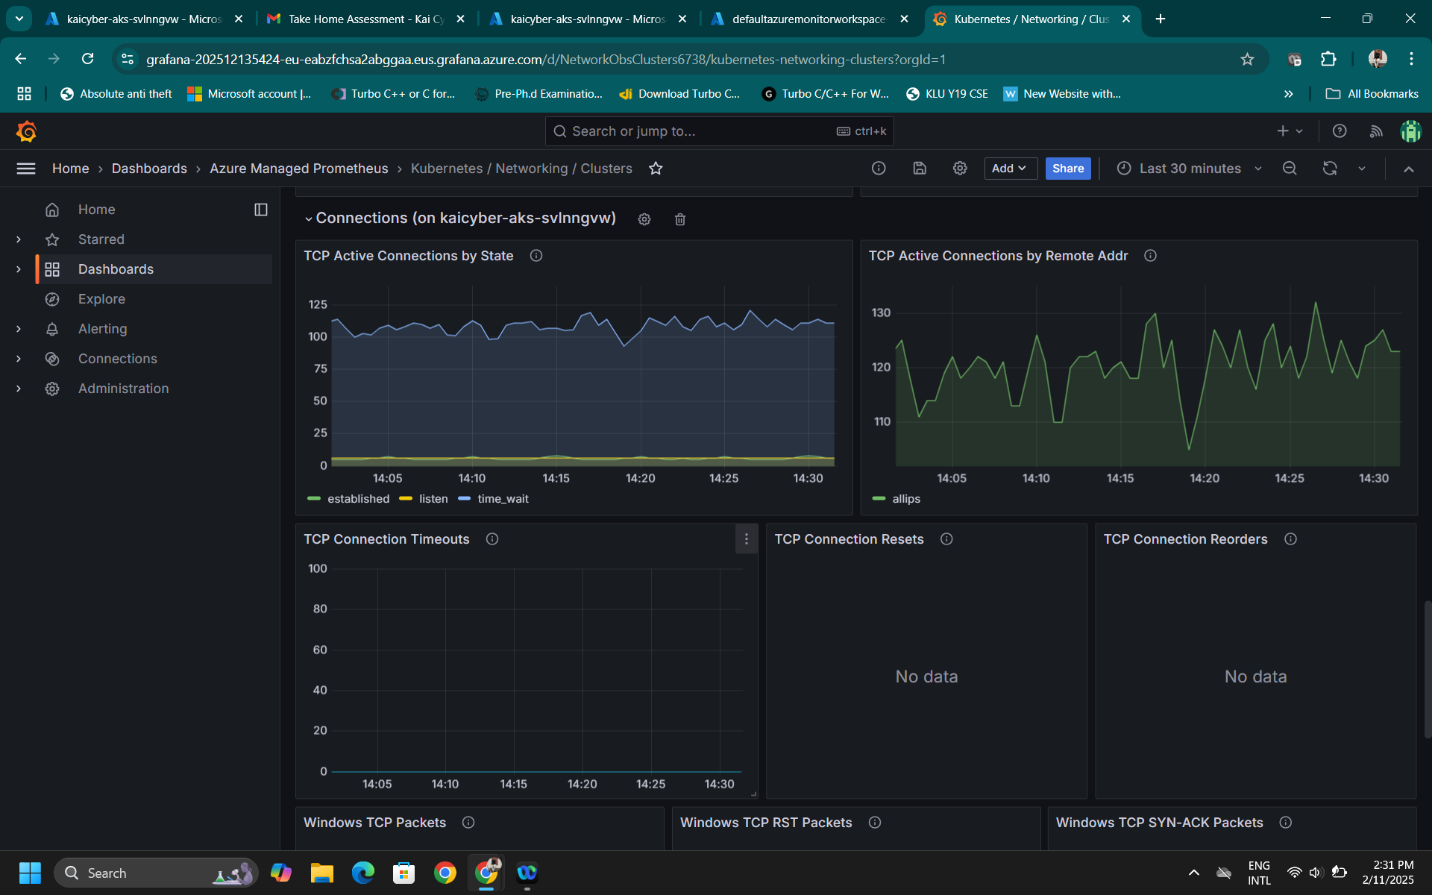 kaicyber-aks-svlnngvw - Micros
Take Home Assessment - Kai Cy
kaicyber-aks-svlnngvw - Micros
defaultazuremonitorworkspace
Kubernetes / Networking / Clus
grafana-202512135424-eu-eabzfchsa2abggaa.eus.grafana.azure.com/d/NetworkObsClusters6738/kubernetes-networking-clusters?orgId=1
Absolute anti theft
Microsoft account |...
Turbo C++ or C for...
Pre-Ph.d Examinatio...
Download Turbo C...
Turbo C/C++ For W...
KLU Y19 CSE
New Website with...
All Bookmarks
Search or jump to...
ctrl+k
Home › Dashboards › Azure Managed Prometheus › Kubernetes / Networking / Clusters
Add
Share
Last 30 minutes
Home
Starred
Dashboards
Explore
Alerting
Connections
Administration
Connections (on kaicyber-aks-svlnngvw)
TCP Active Connections by State
125
100
75
50
25
0
14:05 14:10 14:15 14:20 14:25 14:30
established listen time_wait
TCP Active Connections by Remote Addr
130
120
110
14:05 14:10 14:15 14:20 14:25 14:30
allips
TCP Connection Timeouts
100
80
60
40
20
0
14:05 14:10 14:15 14:20 14:25 14:30
TCP Connection Resets
No data
TCP Connection Reorders
No data
Windows TCP Packets
Windows TCP RST Packets
Windows TCP SYN-ACK Packets
Search
ENG
INTL
2:31 PM
2/11/2025